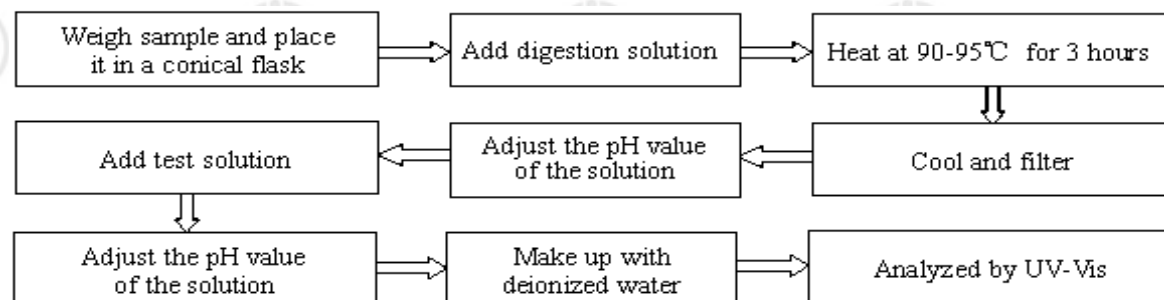 Weigh sample and place
it in a conical flask
Add digestion solution
Heat at 90-95℃ for 3 hours
Cool and filter
Adjust the pH value
of the solution
Add test solution
Adjust the pH value
of the solution
Make up with
deionized water
Analyzed by UV-Vis